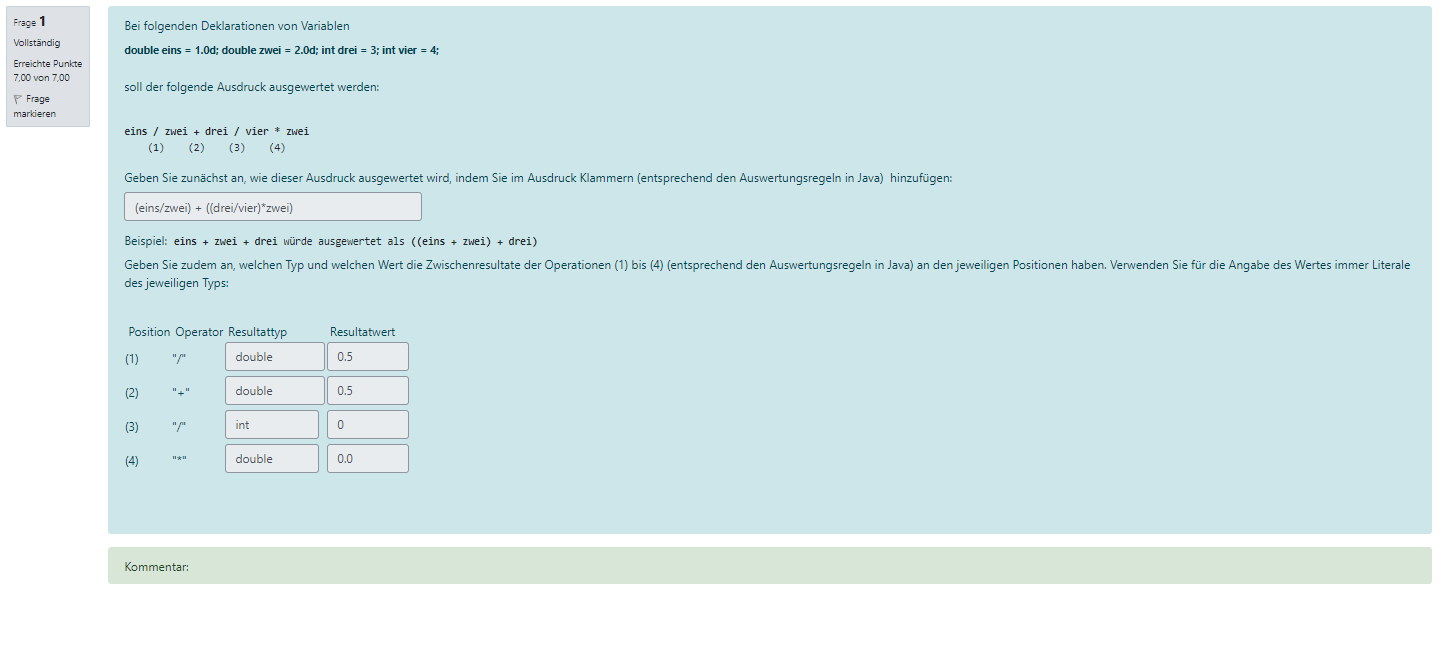 Frage 1
Vollständig
Erreichte Punkte
7,00 von 7,00
Frage
markieren
Bei folgenden Deklarationen von Variablen
double eins = 1.0d; double zwei = 2.0d; int drei = 3; int vier = 4;
soll der folgende Ausdruck ausgewertet werden:
eins / zwei + drei / vier * zwei
(1) (2) (3) (4)
Geben Sie zunächst an, wie dieser Ausdruck ausgewertet wird, indem Sie im Ausdruck Klammern (entsprechend den Auswertungsregeln in Java) hinzufügen:
(eins/zwei) + ((drei/vier)*zwei)
Beispiel: eins + zwei + drei würde ausgewertet als ((eins + zwei) + drei)
Geben Sie zudem an, welchen Typ und welchen Wert die Zwischenresultate der Operationen (1) bis (4) (entsprechend den Auswertungsregeln in Java) an den jeweiligen Positionen haben. Verwenden Sie für die Angabe des Wertes immer Literale
des jeweiligen Typs:
Position Operator Resultattyp Resultatwert
(1) "/" double 0.5
(2) "+" double 0.5
(3) "/" int 0
(4) "*" double 0.0
Kommentar: